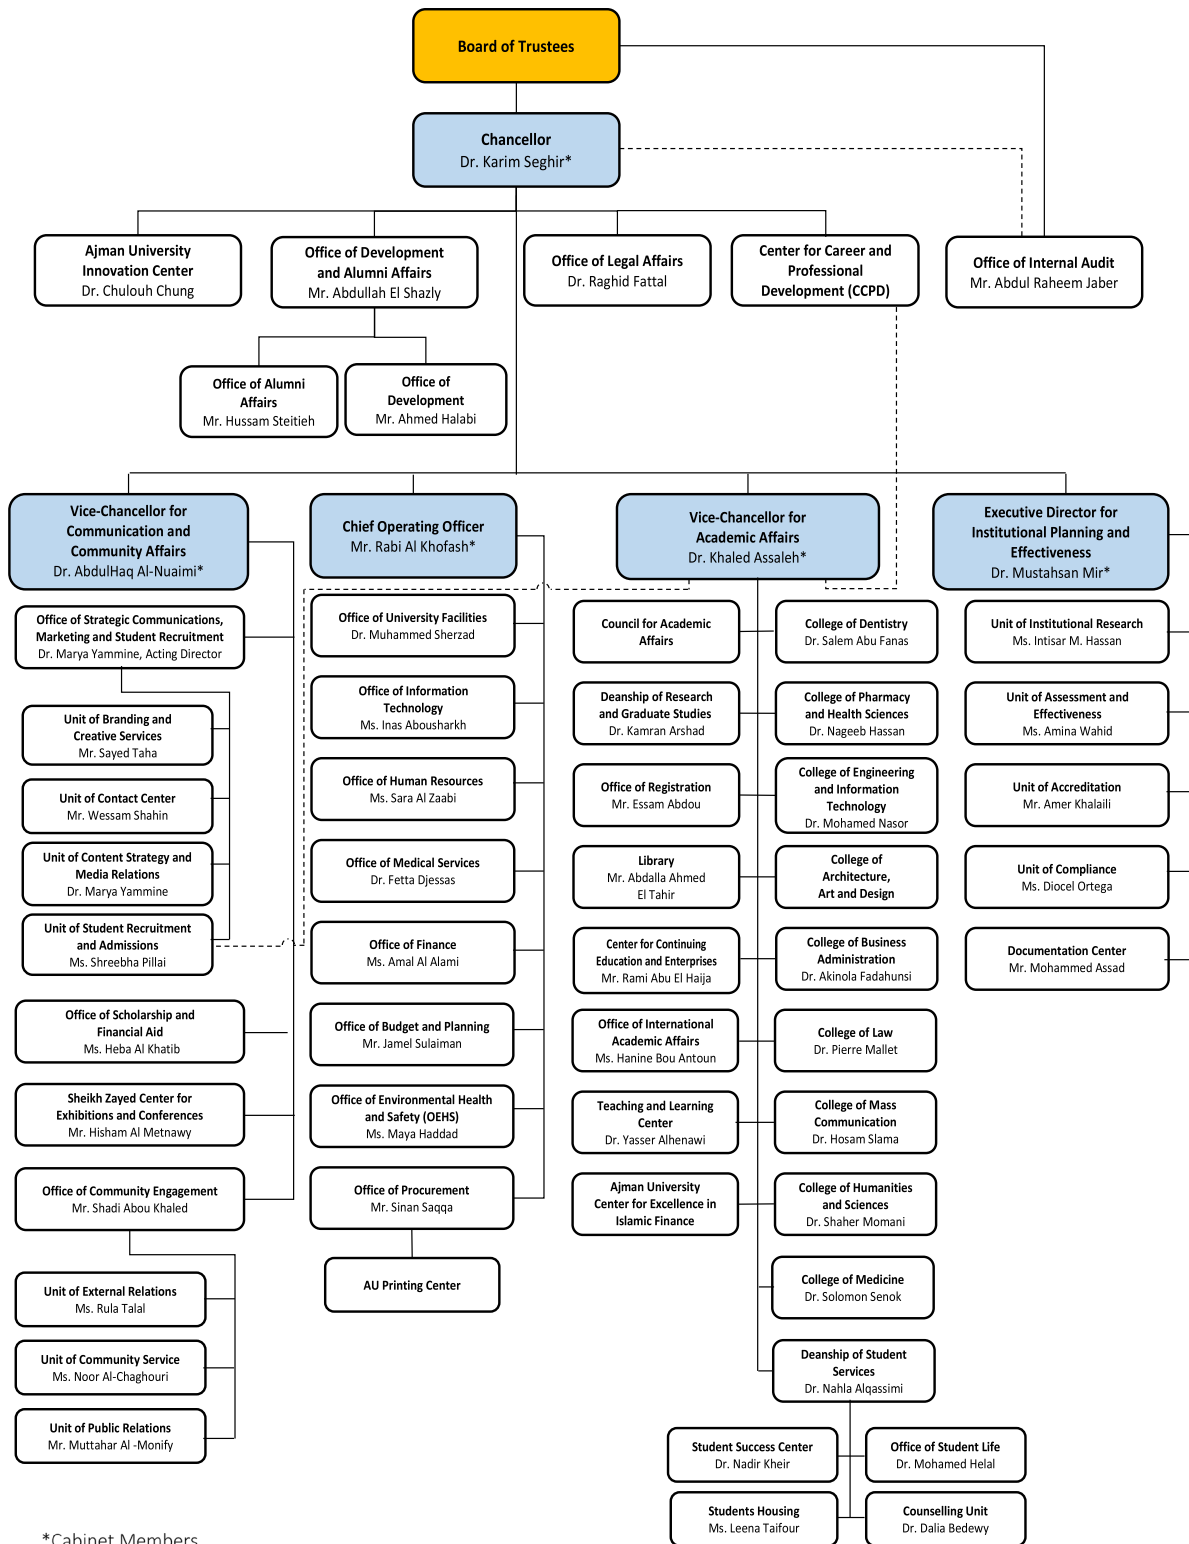 Board of Trustees
Chancellor
Dr. Karim Seghir*
Ajman University
Innovation Center
Dr. Chulouh Chung
Office of Development
and Alumni Affairs
Mr. Abdullah El Shazly
Office of Legal Affairs
Dr. Raghid Fattal
Center for Career and
Professional
Development (CCPD)
Office of Internal Audit
Mr. Abdul Raheem Jaber
Office of Alumni
Affairs
Mr. Hussam Steitieh
Office of
Development
Mr. Ahmed Halabi
Vice-Chancellor for
Communication and
Community Affairs
Dr. AbdulHaq Al-Nuaimi*
Chief Operating Officer
Mr. Rabi Al Khofash*
Vice-Chancellor for
Academic Affairs
Dr. Khaled Assaleh*
Executive Director for
Institutional Planning and
Effectiveness
Dr. Mustahsan Mir*
Office of Strategic Communications,
Marketing and Student Recruitment
Dr. Marya Yammine, Acting Director
Unit of Branding and
Creative Services
Mr. Sayed Taha
Unit of Contact Center
Mr. Wessam Shahin
Unit of Content Strategy and
Media Relations
Dr. Marya Yammine
Unit of Student Recruitment
and Admissions
Ms. Shreebha Pillai
Office of Scholarship and
Financial Aid
Ms. Heba Al Khatib
Sheikh Zayed Center for
Exhibitions and Conferences
Mr. Hisham Al Metnawy
Office of Community Engagement
Mr. Shadi Abou Khaled
Unit of External Relations
Ms. Rula Talal
Unit of Community Service
Ms. Noor Al-Chaghouri
Unit of Public Relations
Mr. Muttahar Al -Monify
Office of University Facilities
Dr. Muhammed Sherzad
Office of Information
Technology
Ms. Inas Abousharkh
Office of Human Resources
Ms. Sara Al Zaabi
Office of Medical Services
Dr. Fetta Djessas
Office of Finance
Ms. Amal Al Alami
Office of Budget and Planning
Mr. Jamel Sulaiman
Office of Environmental Health
and Safety (OEHS)
Ms. Maya Haddad
Office of Procurement
Mr. Sinan Saqqa
AU Printing Center
Council for Academic
Affairs
Deanship of Research
and Graduate Studies
Dr. Kamran Arshad
Office of Registration
Mr. Essam Abdou
Library
Mr. Abdalla Ahmed
El Tahir
Center for Continuing
Education and Enterprises
Mr. Rami Abu El Haija
Office of International
Academic Affairs
Ms. Hanine Bou Antoun
Teaching and Learning
Center
Dr. Yasser Alhenawi
Ajman University
Center for Excellence in
Islamic Finance
College of Dentistry
Dr. Salem Abu Fanas
College of Pharmacy
and Health Sciences
Dr. Nageeb Hassan
College of Engineering
and Information
Technology
Dr. Mohamed Nasor
College of
Architecture,
Art and Design
College of Business
Administration
Dr. Akinola Fadahunsi
College of Law
Dr. Pierre Mallet
College of Mass
Communication
Dr. Hosam Slama
College of Humanities
and Sciences
Dr. Shaher Momani
College of Medicine
Dr. Solomon Senok
Deanship of Student
Services
Dr. Nahla Alqassimi
Student Success Center
Dr. Nadir Kheir
Office of Student Life
Dr. Mohamed Helal
Students Housing
Ms. Leena Taifour
Counselling Unit
Dr. Dalia Bedewy
Unit of Institutional Research
Ms. Intisar M. Hassan
Unit of Assessment and
Effectiveness
Ms. Amina Wahid
Unit of Accreditation
Mr. Amer Khalaili
Unit of Compliance
Ms. Diocel Ortega
Documentation Center
Mr. Mohammed Assad
*Cabinet Members